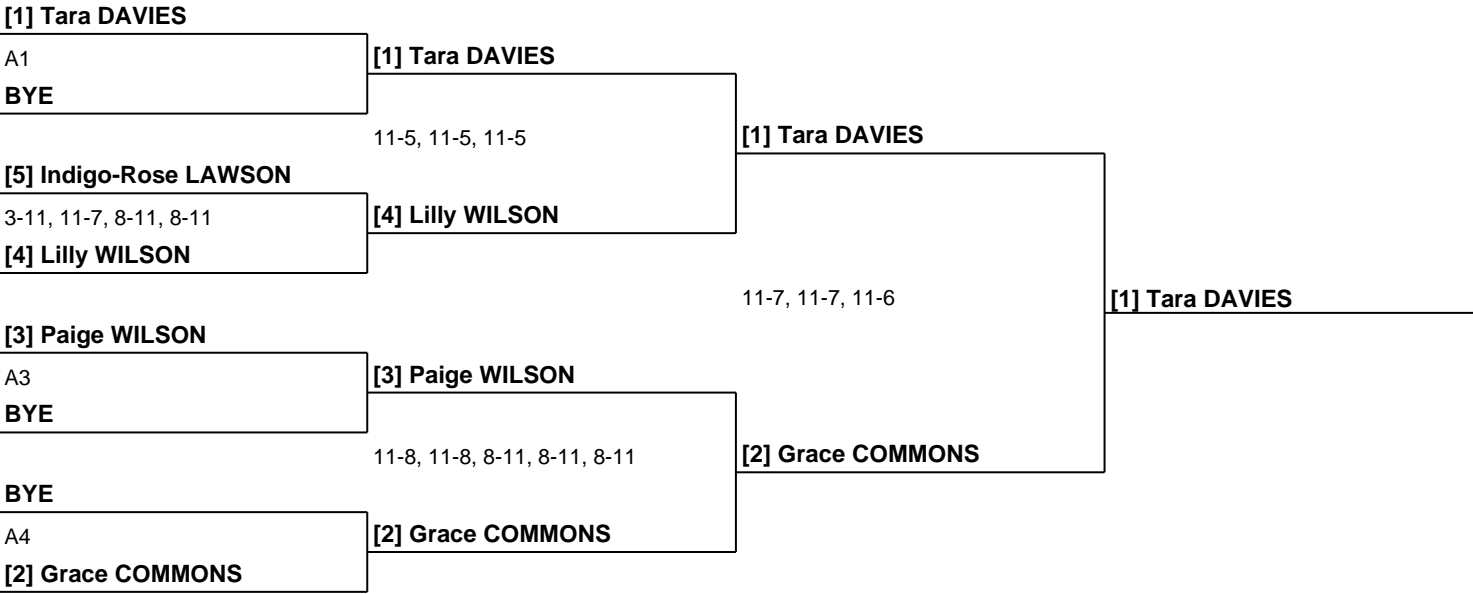 [1] Tara DAVIES
A1
[1] Tara DAVIES
BYE
11-5, 11-5, 11-5
[1] Tara DAVIES
[5] Indigo-Rose LAWSON
3-11, 11-7, 8-11, 8-11
[4] Lilly WILSON
[4] Lilly WILSON
11-7, 11-7, 11-6
[1] Tara DAVIES
[3] Paige WILSON
A3
[3] Paige WILSON
BYE
11-8, 11-8, 8-11, 8-11, 8-11
[2] Grace COMMONS
BYE
A4
[2] Grace COMMONS
[2] Grace COMMONS